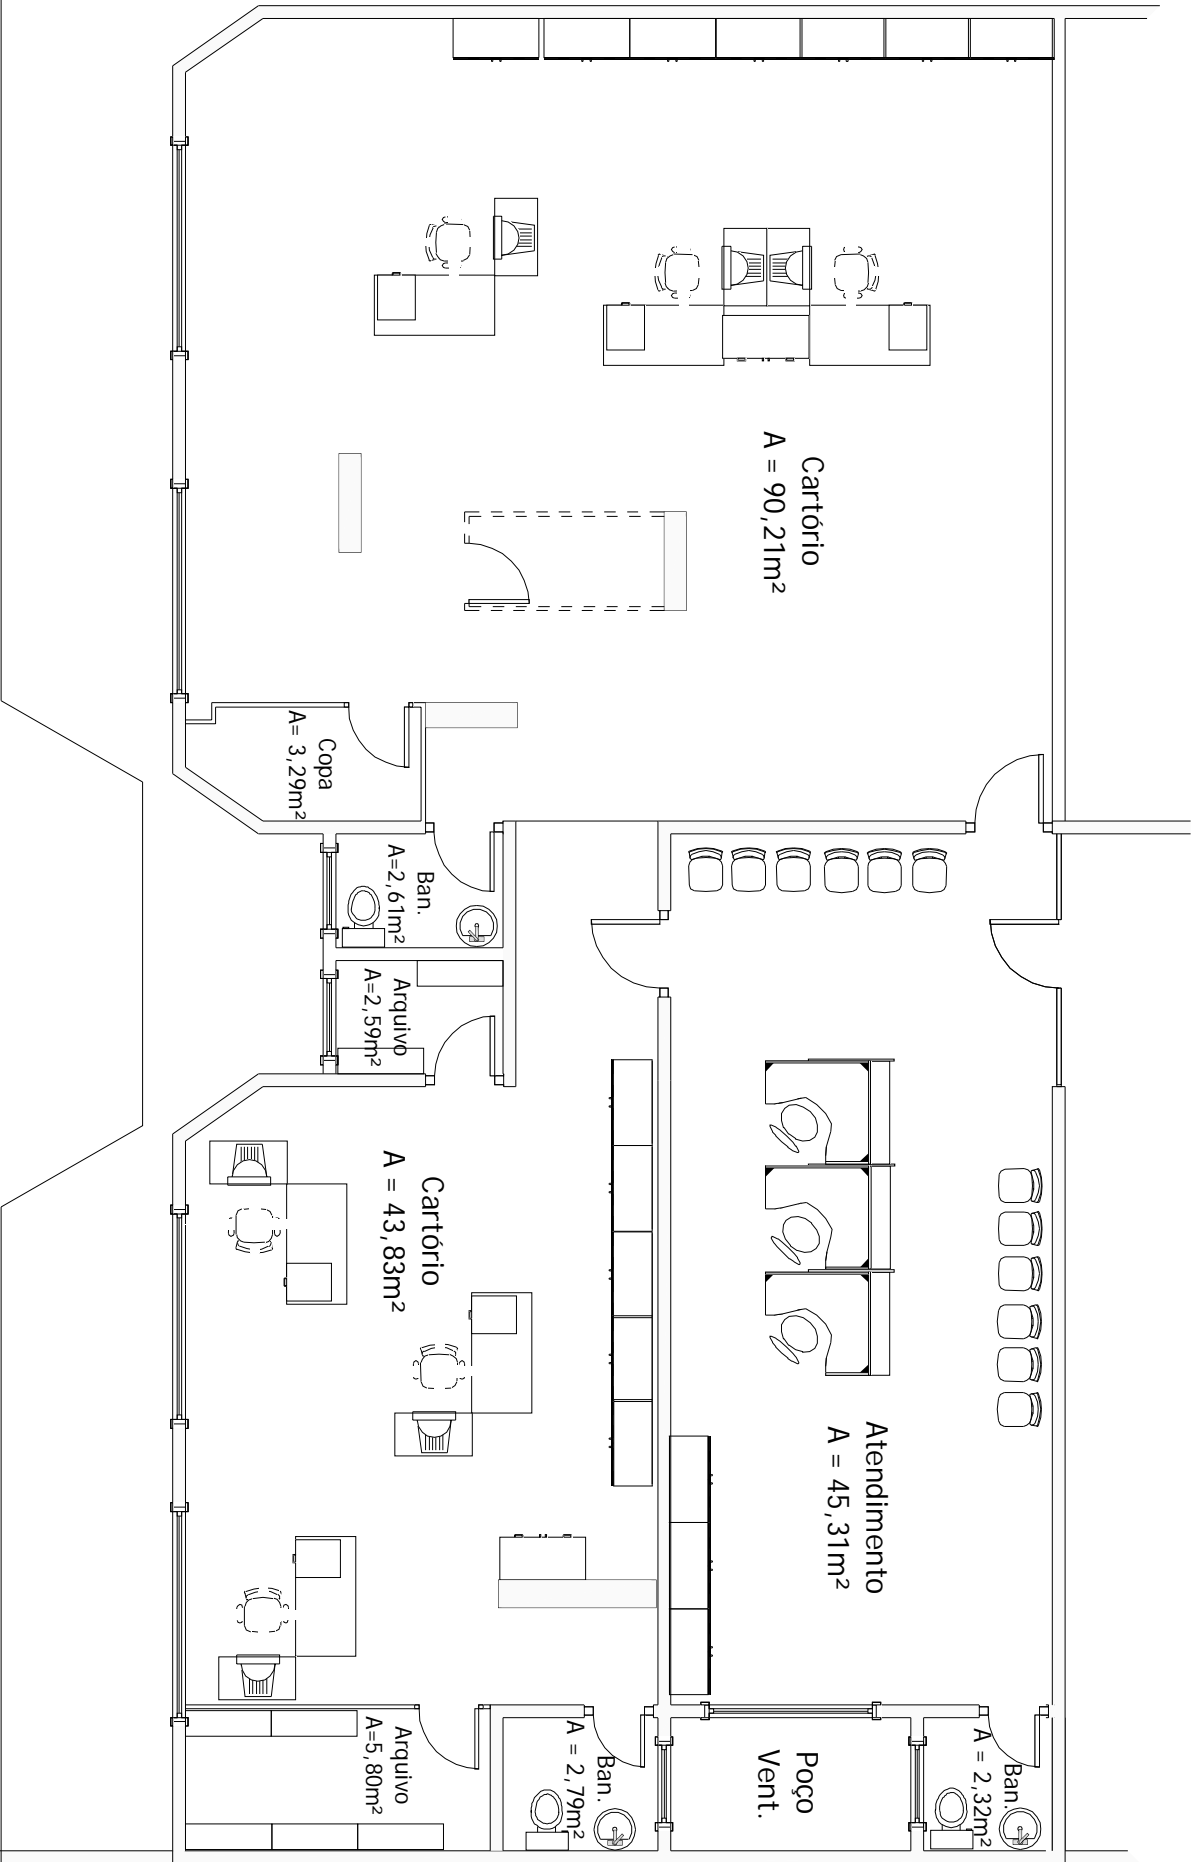 Cartório
A = 90,21m²
Copa
A= 3,29m²
Ban.
A=2,61m²
Arquivo
A=2,59m²
Cartório
A = 43,83m²
Atendimento
A = 45,31m²
Arquivo
A=5,80m²
Ban.
A = 2,79m²
Poço
Vent.
Ban.
A = 2,32m²